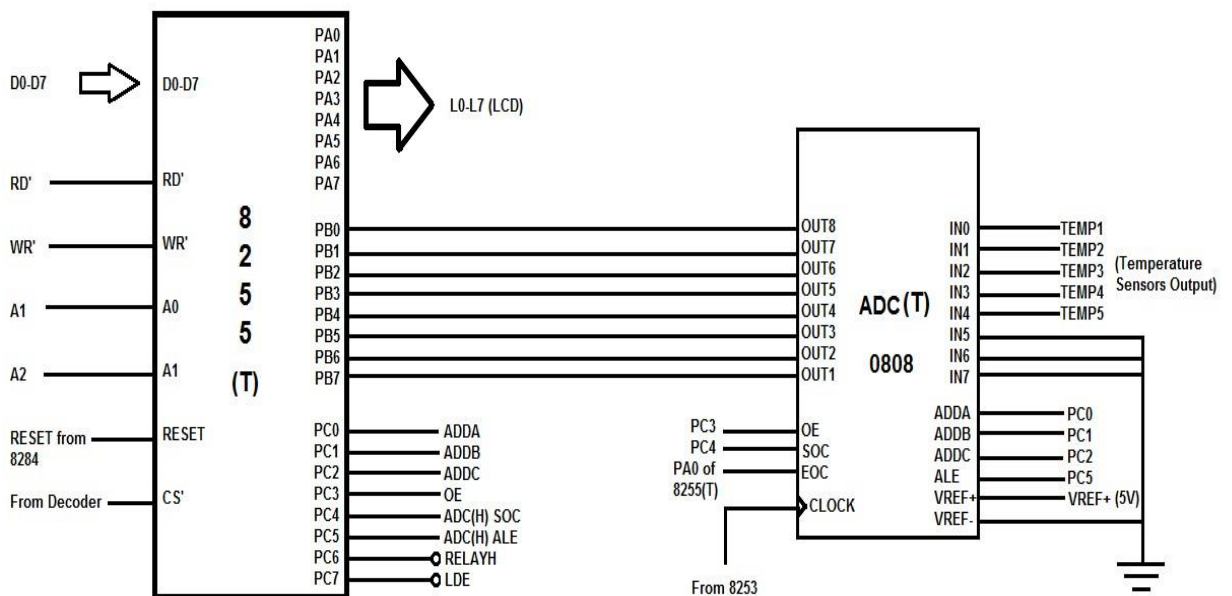 D0-D7
RD'
WR'
A1
A2
RESET from
8284
From Decoder
D0-D7
RD'
WR'
A0
A1
RESET
CS'
8
2
5
5
(T)
PA0
PA1
PA2
PA3
PA4
PA5
PA6
PA7
PB0
PB1
PB2
PB3
PB4
PB5
PB6
PB7
PC0
PC1
PC2
PC3
PC4
PC5
PC6
PC7
L0-L7 (LCD)
ADDA
ADDB
ADDC
OE
ADC(H) SOC
ADC(H) ALE
RELAYH
LDE
PC3
PC4
PA0 of
8255(T)
From 8253
OUT8
OUT7
OUT6
OUT5
OUT4
OUT3
OUT2
OUT1
OE
SOC
EOC
CLOCK
ADC(T)
0808
IN0
IN1
IN2
IN3
IN4
IN5
IN6
IN7
ADDA
ADDB
ADDC
ALE
VREF+
VREF-
TEMP1
TEMP2
TEMP3
TEMP4
TEMP5
(Temperature
Sensors Output)
PC0
PC1
PC2
PC5
VREF+ (5V)